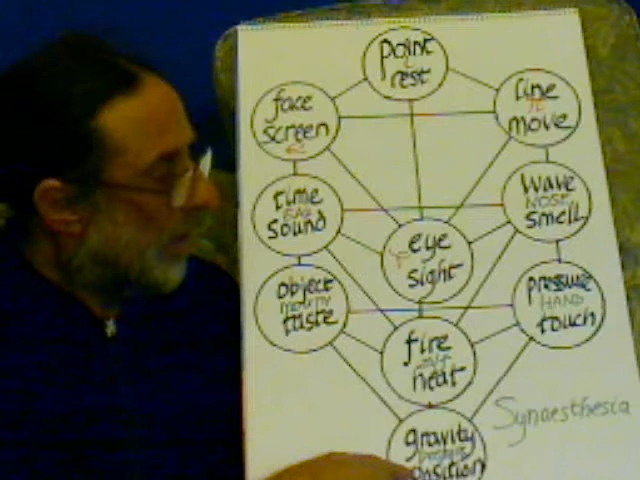 point
rest
face
screen
line
move
time
EAR
sound
wave
NOSE
smell
eye
sight
object
MOUTH
taste
pressure
HAND
touch
fire
heat
gravity
position
Synaesthesia